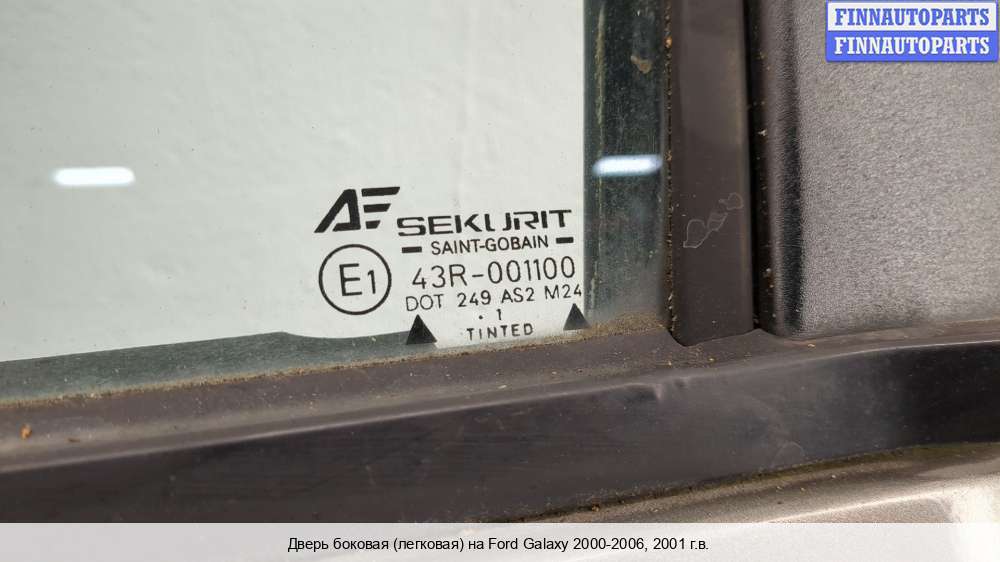 FINNAUTOPARTS
FINNAUTOPARTS
AF SEKURIT
SAINT-GOBAIN
E1 43R-001100
DOT 249 AS2 M24
. 1
TINTED
Дверь боковая (легковая) на Ford Galaxy 2000-2006, 2001 г.в.